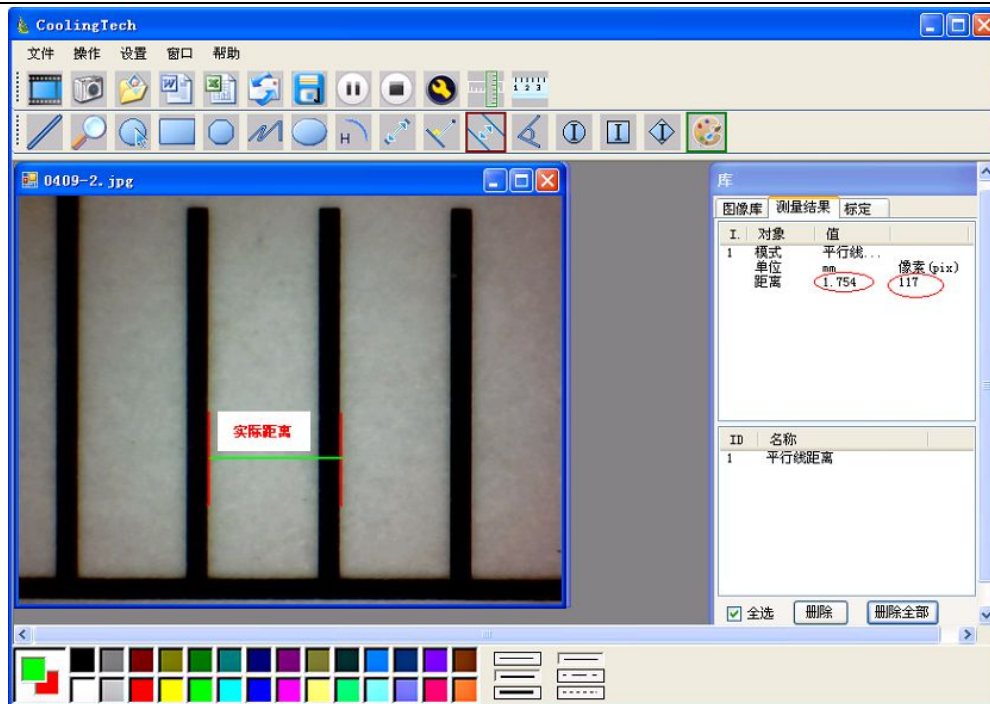 CoolingTech
文件 操作 设置 窗口 帮助
W
1 2 3
H
I I I
0409-2. jpg
实际距离
库
图像库 测量结果 标定
I. 对象 值
1 模式 平行线...
单位 mm 像素(pix)
距离 1.754 117
ID 名称
1 平行线距离
全选 删除 删除全部